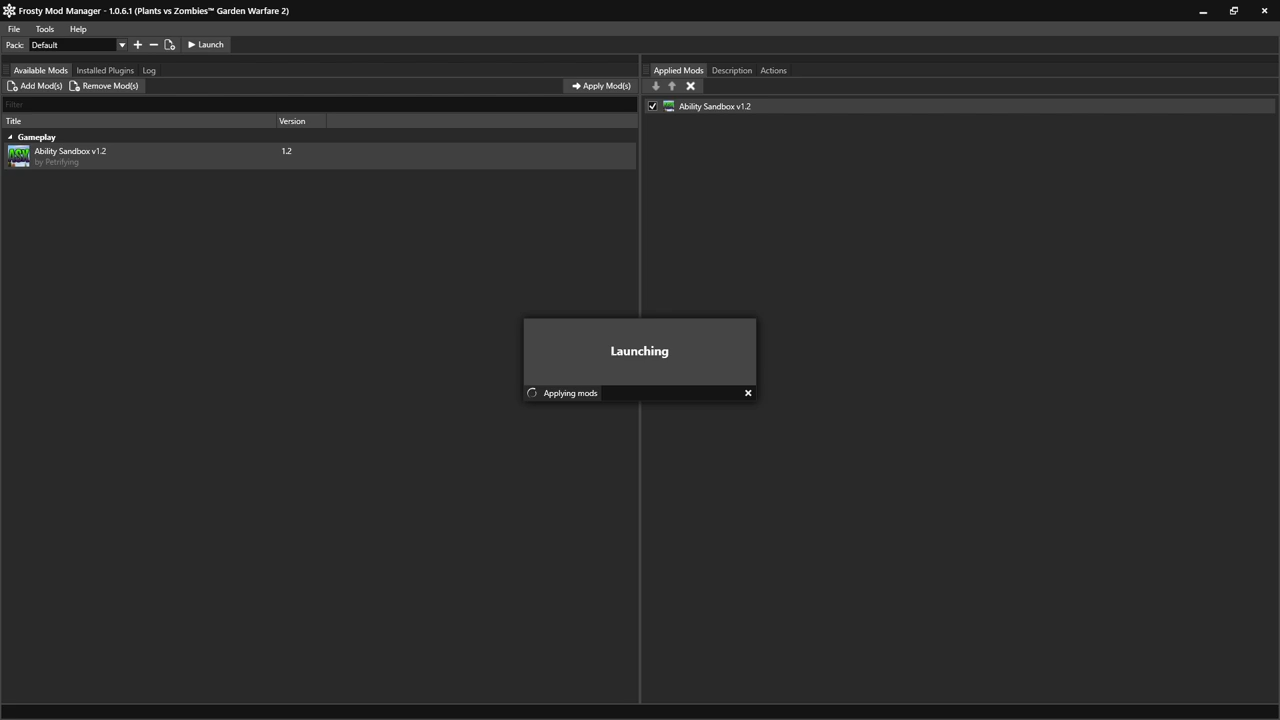 Frosty Mod Manager - 1.0.6.1 (Plants vs Zombies™ Garden Warfare 2)
File Tools Help
Pack: Default Launch
Available Mods Installed Plugins Log
Add Mod(s) Remove Mod(s) Apply Mod(s)
Filter
Title Version
Gameplay
Ability Sandbox v1.2 1.2
by Petrifying
Applied Mods Description Actions
Ability Sandbox v1.2
Launching
Applying mods